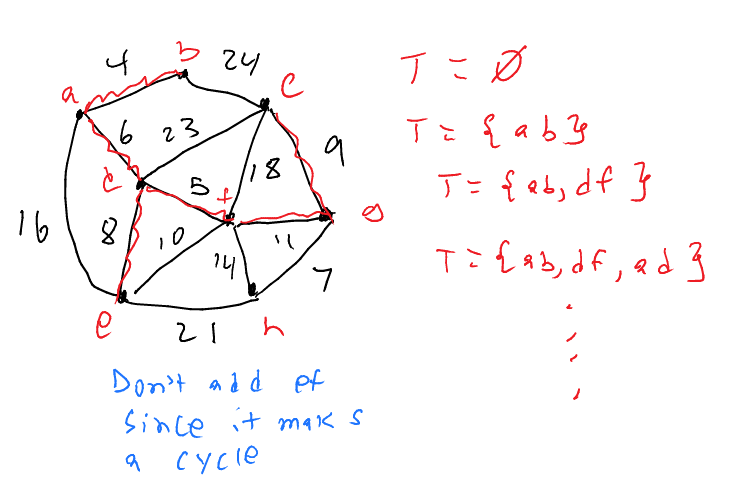 4 b 24
a C
6 23 9
d 5 f 18
16 8 10 11 g
14 7
e 21 h
T = Ø
T = { ab }
T = { ab, df }
T = { ab, df, ad }
Don't add ef
since it maks
a cycle